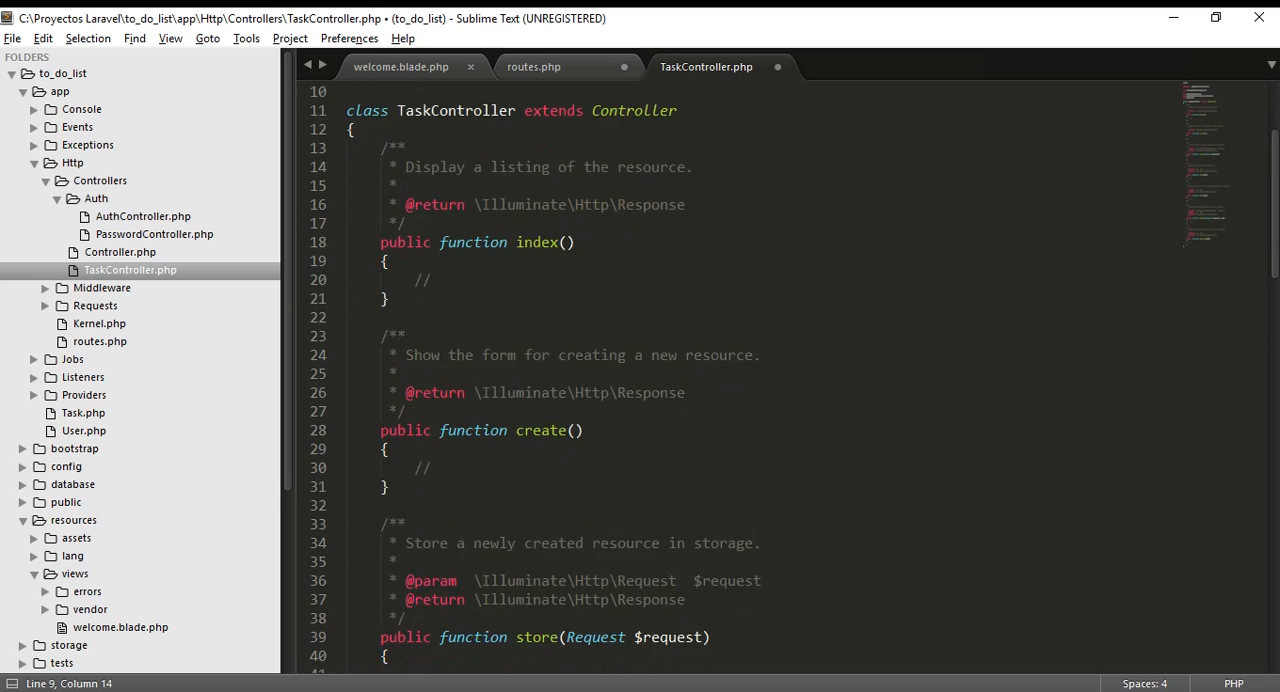 C:\Proyectos Laravel\to_do_list\app\Http\Controllers\TaskController.php • (to_do_list) - Sublime Text (UNREGISTERED)
File Edit Selection Find View Goto Tools Project Preferences Help
FOLDERS
to_do_list
app
Console
Events
Exceptions
Http
Controllers
Auth
AuthController.php
PasswordController.php
Controller.php
TaskController.php
Middleware
Requests
Kernel.php
routes.php
Jobs
Listeners
Providers
Task.php
User.php
bootstrap
config
database
public
resources
assets
lang
views
errors
vendor
welcome.blade.php
storage
tests
welcome.blade.php × routes.php TaskController.php
10
11 class TaskController extends Controller
12 {
13 /**
14 * Display a listing of the resource.
15 *
16 * @return \Illuminate\Http\Response
17 */
18 public function index()
19 {
20 //
21 }
22
23 /**
24 * Show the form for creating a new resource.
25 *
26 * @return \Illuminate\Http\Response
27 */
28 public function create()
29 {
30 //
31 }
32
33 /**
34 * Store a newly created resource in storage.
35 *
36 * @param \Illuminate\Http\Request $request
37 * @return \Illuminate\Http\Response
38 */
39 public function store(Request $request)
40 {
Line 9, Column 14 Spaces: 4 PHP